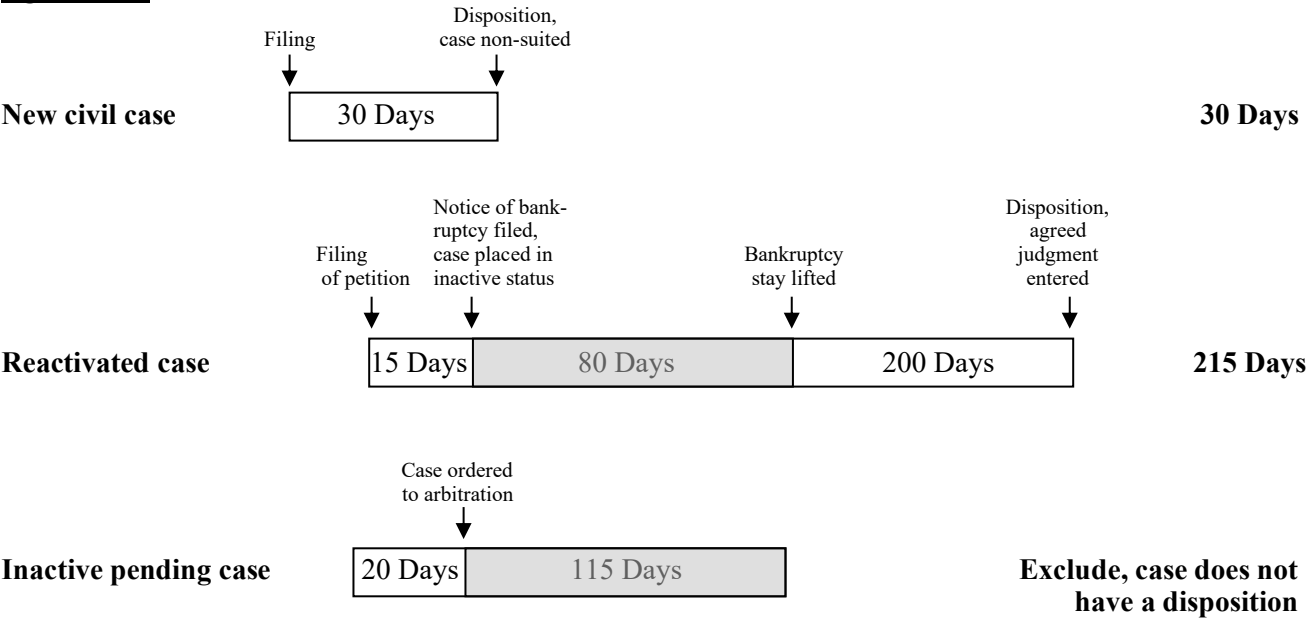 Filing
Disposition,
case non-suited
New civil case
30 Days
30 Days
Filing
of petition
Notice of bank-
ruptcy filed,
case placed in
inactive status
Bankruptcy
stay lifted
Disposition,
agreed
judgment
entered
Reactivated case
15 Days
80 Days
200 Days
215 Days
Case ordered
to arbitration
Inactive pending case
20 Days
115 Days
Exclude, case does not
have a disposition